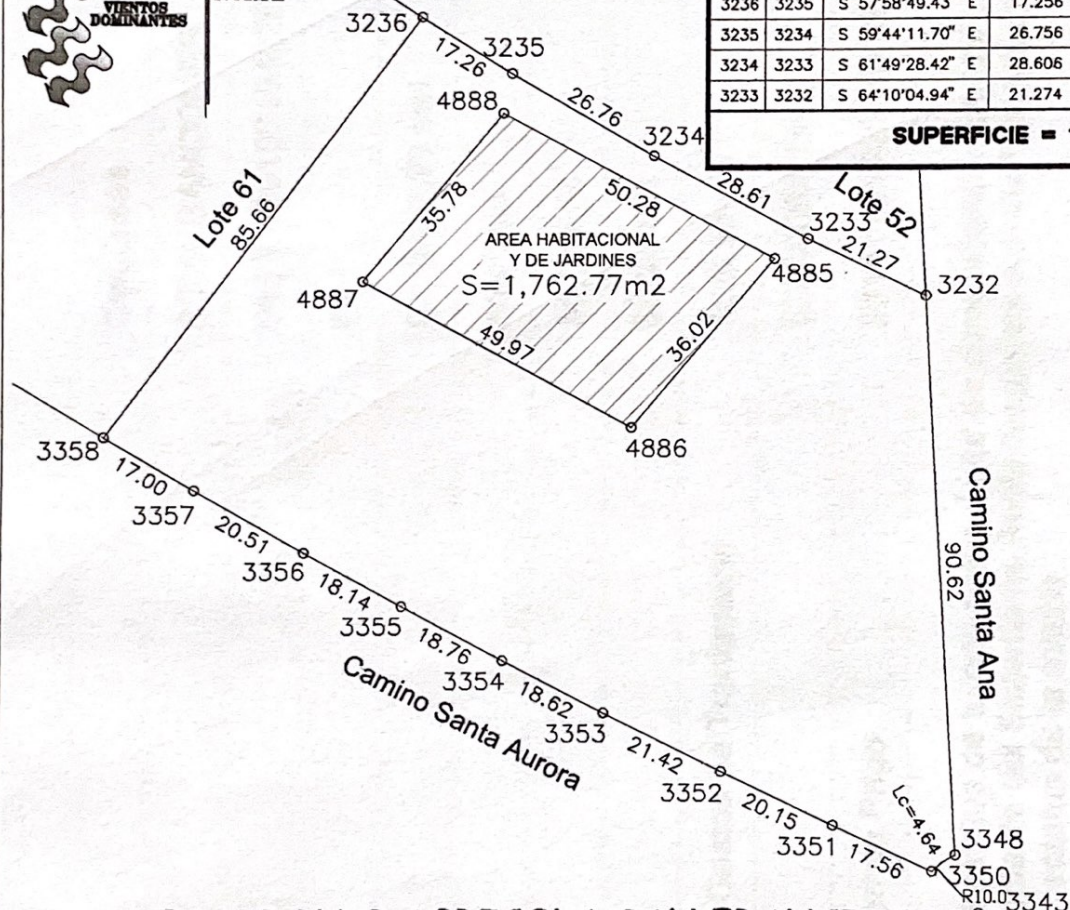 VIENTOS
DOMINANTES
3236 3235 S 57°58'49.43" E 17.256
3235 3234 S 59°44'11.70" E 26.756
3234 3233 S 61°49'28.42" E 28.606
3233 3232 S 64°10'04.94" E 21.274
SUPERFICIE =
3236
17.26
3235
26.76
4888
3234
28.61
Lote 52
3233
21.27
3232
Lote 61
85.66
35.78
50.28
AREA HABITACIONAL
Y DE JARDINES
S=1,762.77m2
4885
4887
49.97
36.02
4886
3358
17.00
3357
20.51
3356
18.14
3355
18.76
3354
18.62
3353
21.42
3352
20.15
3351
17.56
Camino Santa Aurora
Camino Santa Ana
90.62
Lc=4.64
3348
3350
R10.0
3343